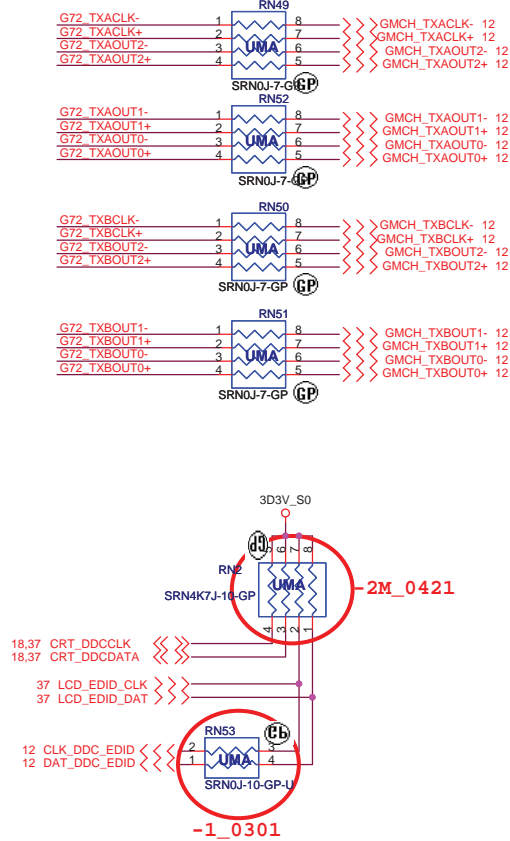 RN49
G72_TXACLK- 1 8 GMCH_TXACLK- 12
G72_TXACLK+ 2 7 GMCH_TXACLK+ 12
G72_TXAOUT2- 3 UMA 6 GMCH_TXAOUT2- 12
G72_TXAOUT2+ 4 5 GMCH_TXAOUT2+ 12
SRN0J-7-GP GP
RN52
G72_TXAOUT1- 1 8 GMCH_TXAOUT1- 12
G72_TXAOUT1+ 2 7 GMCH_TXAOUT1+ 12
G72_TXAOUT0- 3 UMA 6 GMCH_TXAOUT0- 12
G72_TXAOUT0+ 4 5 GMCH_TXAOUT0+ 12
SRN0J-7-GP GP
RN50
G72_TXBCLK- 1 8 GMCH_TXBCLK- 12
G72_TXBCLK+ 2 7 GMCH_TXBCLK+ 12
G72_TXBOUT2- 3 UMA 6 GMCH_TXBOUT2- 12
G72_TXBOUT2+ 4 5 GMCH_TXBOUT2+ 12
SRN0J-7-GP GP
RN51
G72_TXBOUT1- 1 8 GMCH_TXBOUT1- 12
G72_TXBOUT1+ 2 7 GMCH_TXBOUT1+ 12
G72_TXBOUT0- 3 UMA 6 GMCH_TXBOUT0- 12
G72_TXBOUT0+ 4 5 GMCH_TXBOUT0+ 12
SRN0J-7-GP GP
3D3V_S0
GP 5 6 7 8
RN2 UMA -2M_0421
SRN4K7J-10-GP
4 3 2 1
18,37 CRT_DDCCLK
18,37 CRT_DDCDATA
37 LCD_EDID_CLK
37 LCD_EDID_DAT
RN53 GP
12 CLK_DDC_EDID 2 3
12 DAT_DDC_EDID 1 UMA 4
SRN0J-10-GP-U
-1_0301